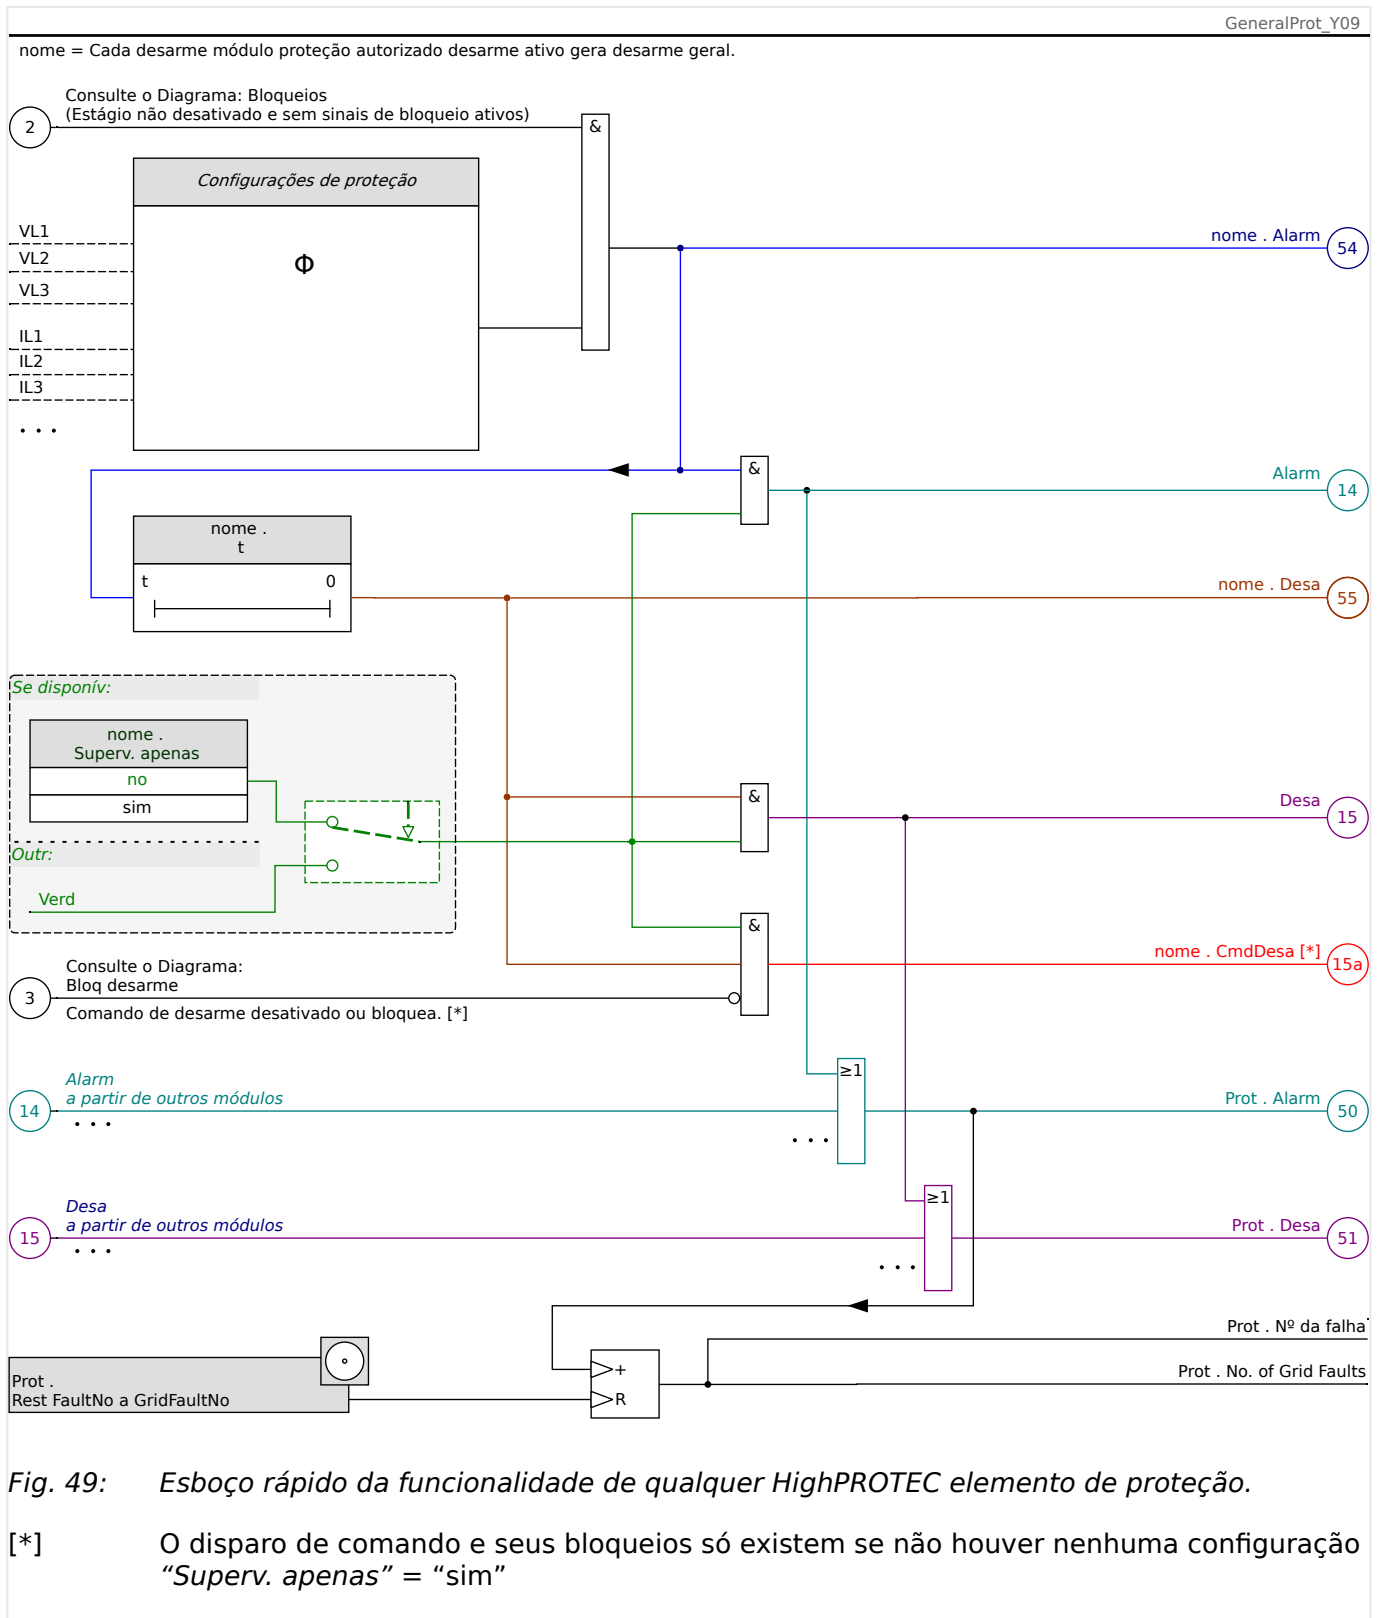 GeneralProt_Y09
nome = Cada desarme módulo proteção autorizado desarme ativo gera desarme geral.
Consulte o Diagrama: Bloqueios
(Estágio não desativado e sem sinais de bloqueio ativos)
2
&
Configurações de proteção
Φ
VL1
VL2
VL3
IL1
IL2
IL3
. . .
nome . Alarm
54
&
Alarm
14
nome .
t
t 0
nome . Desa
55
Se disponív:
nome .
Superv. apenas
no
sim
Outr:
Verd
&
Desa
15
&
nome . CmdDesa [*]
15a
Consulte o Diagrama:
Bloq desarme
3
Comando de desarme desativado ou bloquea. [*]
≥1
Alarm
a partir de outros módulos
14
. . .
. . .
Prot . Alarm
50
≥1
Desa
a partir de outros módulos
15
. . .
. . .
Prot . Desa
51
Prot . Nº da falha
Prot . No. of Grid Faults
+
R
Prot .
Rest FaultNo a GridFaultNo
Fig. 49: Esboço rápido da funcionalidade de qualquer HighPROTEC elemento de proteção.
[*] O disparo de comando e seus bloqueios só existem se não houver nenhuma configuração
“Superv. apenas” = “sim”